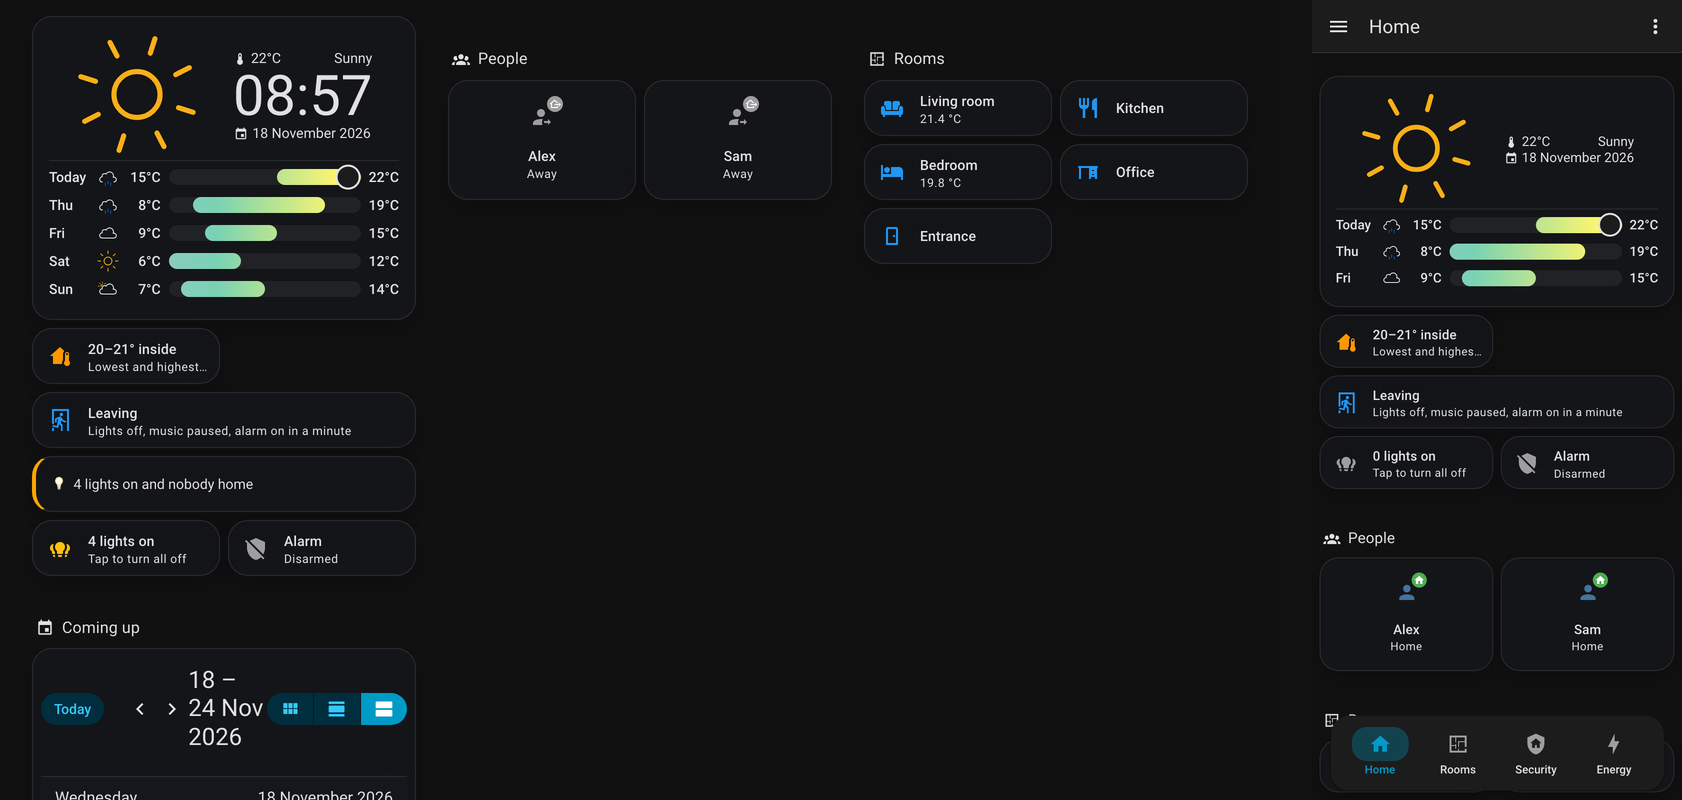 22°C Sunny
08:57
18 November 2026
Today 15°C 22°C
Thu 8°C 19°C
Fri 9°C 15°C
Sat 6°C 12°C
Sun 7°C 14°C
20–21° inside
Lowest and highest…
Leaving
Lights off, music paused, alarm on in a minute
4 lights on and nobody home
4 lights on
Tap to turn all off
Alarm
Disarmed
Coming up
Today
18 –
24 Nov
2026
Wednesday 18 November 2026
People
Alex
Away
Sam
Away
Rooms
Living room
21.4 °C
Kitchen
Bedroom
19.8 °C
Office
Entrance
Home
22°C Sunny
18 November 2026
Today 15°C 22°C
Thu 8°C 19°C
Fri 9°C 15°C
20–21° inside
Lowest and highes…
Leaving
Lights off, music paused, alarm on in a minute
0 lights on
Tap to turn all off
Alarm
Disarmed
People
Alex
Home
Sam
Home
Home
Rooms
Security
Energy